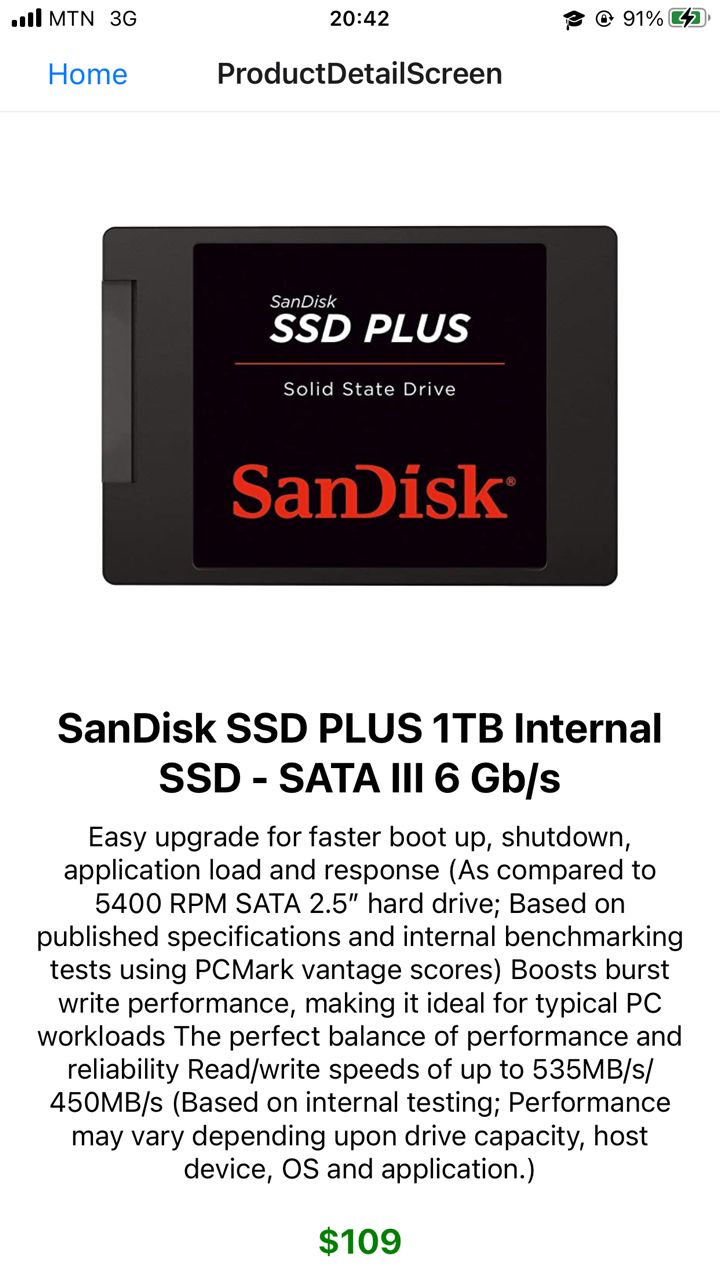 MTN 3G 20:42 91%
Home ProductDetailScreen
SanDisk
SSD PLUS
Solid State Drive
SanDisk®
SanDisk SSD PLUS 1TB Internal
SSD - SATA III 6 Gb/s
Easy upgrade for faster boot up, shutdown,
application load and response (As compared to
5400 RPM SATA 2.5” hard drive; Based on
published specifications and internal benchmarking
tests using PCMark vantage scores) Boosts burst
write performance, making it ideal for typical PC
workloads The perfect balance of performance and
reliability Read/write speeds of up to 535MB/s/
450MB/s (Based on internal testing; Performance
may vary depending upon drive capacity, host
device, OS and application.)
$109